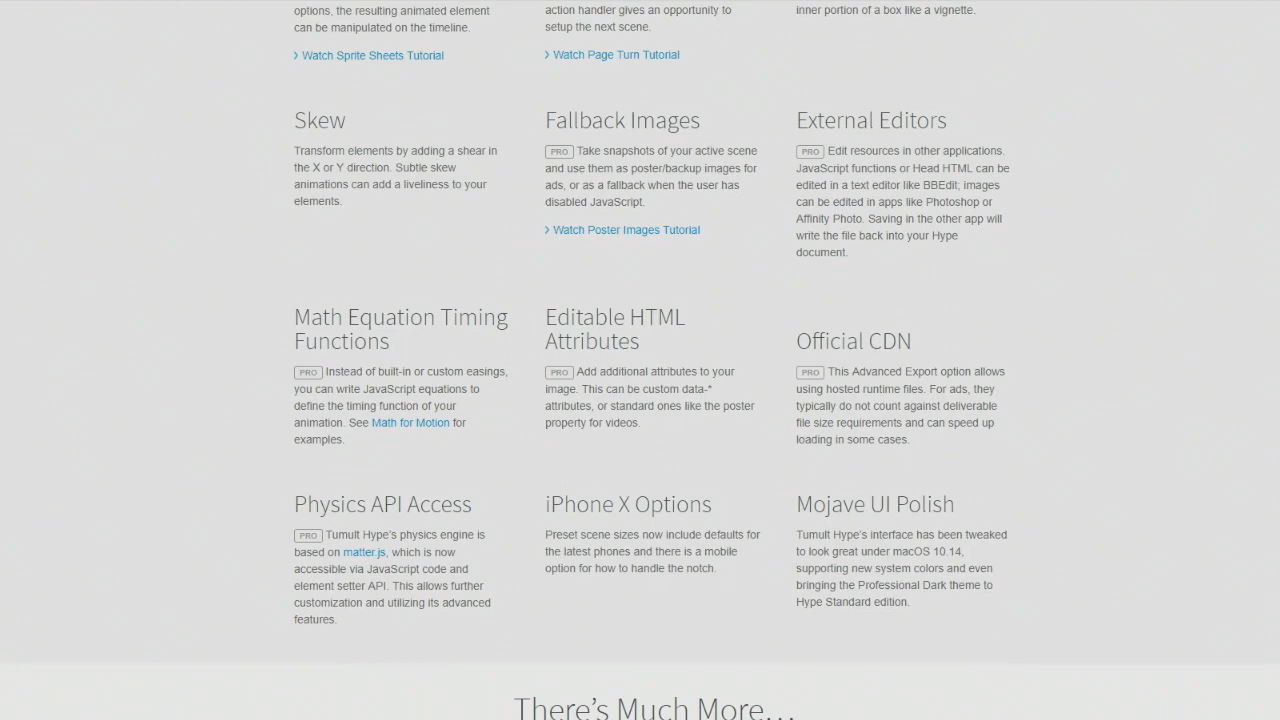 options, the resulting animated element
can be manipulated on the timeline.
> Watch Sprite Sheets Tutorial
action handler gives an opportunity to
setup the next scene.
> Watch Page Turn Tutorial
inner portion of a box like a vignette.
Skew
Transform elements by adding a shear in
the X or Y direction. Subtle skew
animations can add a liveliness to your
elements.
Fallback Images
PRO Take snapshots of your active scene
and use them as poster/backup images for
ads, or as a fallback when the user has
disabled JavaScript.
> Watch Poster Images Tutorial
External Editors
PRO Edit resources in other applications.
JavaScript functions or Head HTML can be
edited in a text editor like BBEdit; images
can be edited in apps like Photoshop or
Affinity Photo. Saving in the other app will
write the file back into your Hype
document.
Math Equation Timing
Functions
PRO Instead of built-in or custom easings,
you can write JavaScript equations to
define the timing function of your
animation. See Math for Motion for
examples.
Editable HTML
Attributes
PRO Add additional attributes to your
image. This can be custom data-*
attributes, or standard ones like the poster
property for videos.
Official CDN
PRO This Advanced Export option allows
using hosted runtime files. For ads, they
typically do not count against deliverable
file size requirements and can speed up
loading in some cases.
Physics API Access
PRO Tumult Hype's physics engine is
based on matter.js, which is now
accessible via JavaScript code and
element setter API. This allows further
customization and utilizing its advanced
features.
iPhone X Options
Preset scene sizes now include defaults for
the latest phones and there is a mobile
option for how to handle the notch.
Mojave UI Polish
Tumult Hype's interface has been tweaked
to look great under macOS 10.14,
supporting new system colors and even
bringing the Professional Dark theme to
Hype Standard edition.
There's Much More...